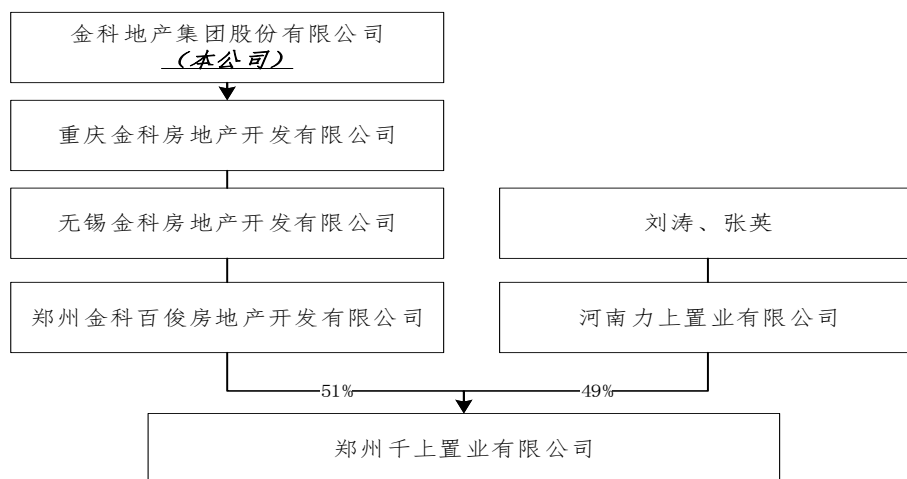 金科地产集团股份有限公司
（本公司）
重庆金科房地产开发有限公司
无锡金科房地产开发有限公司
刘涛、张英
郑州金科百俊房地产开发有限公司
河南力上置业有限公司
51%
49%
郑州千上置业有限公司